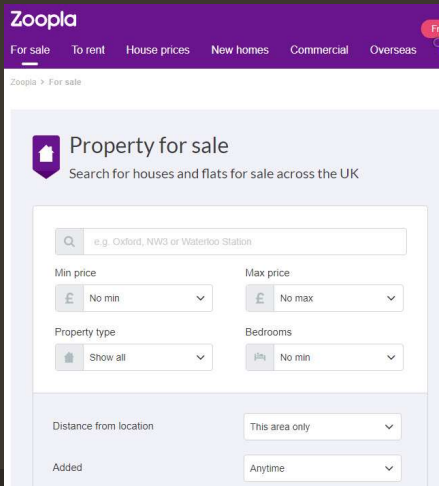 Zoopla
For sale To rent House prices New homes Commercial Overseas
Zoopla > For sale
Property for sale
Search for houses and flats for sale across the UK
e.g. Oxford, NW3 or Waterloo Station
Min price Max price
£ No min £ No max
Property type Bedrooms
Show all No min
Distance from location This area only
Added Anytime